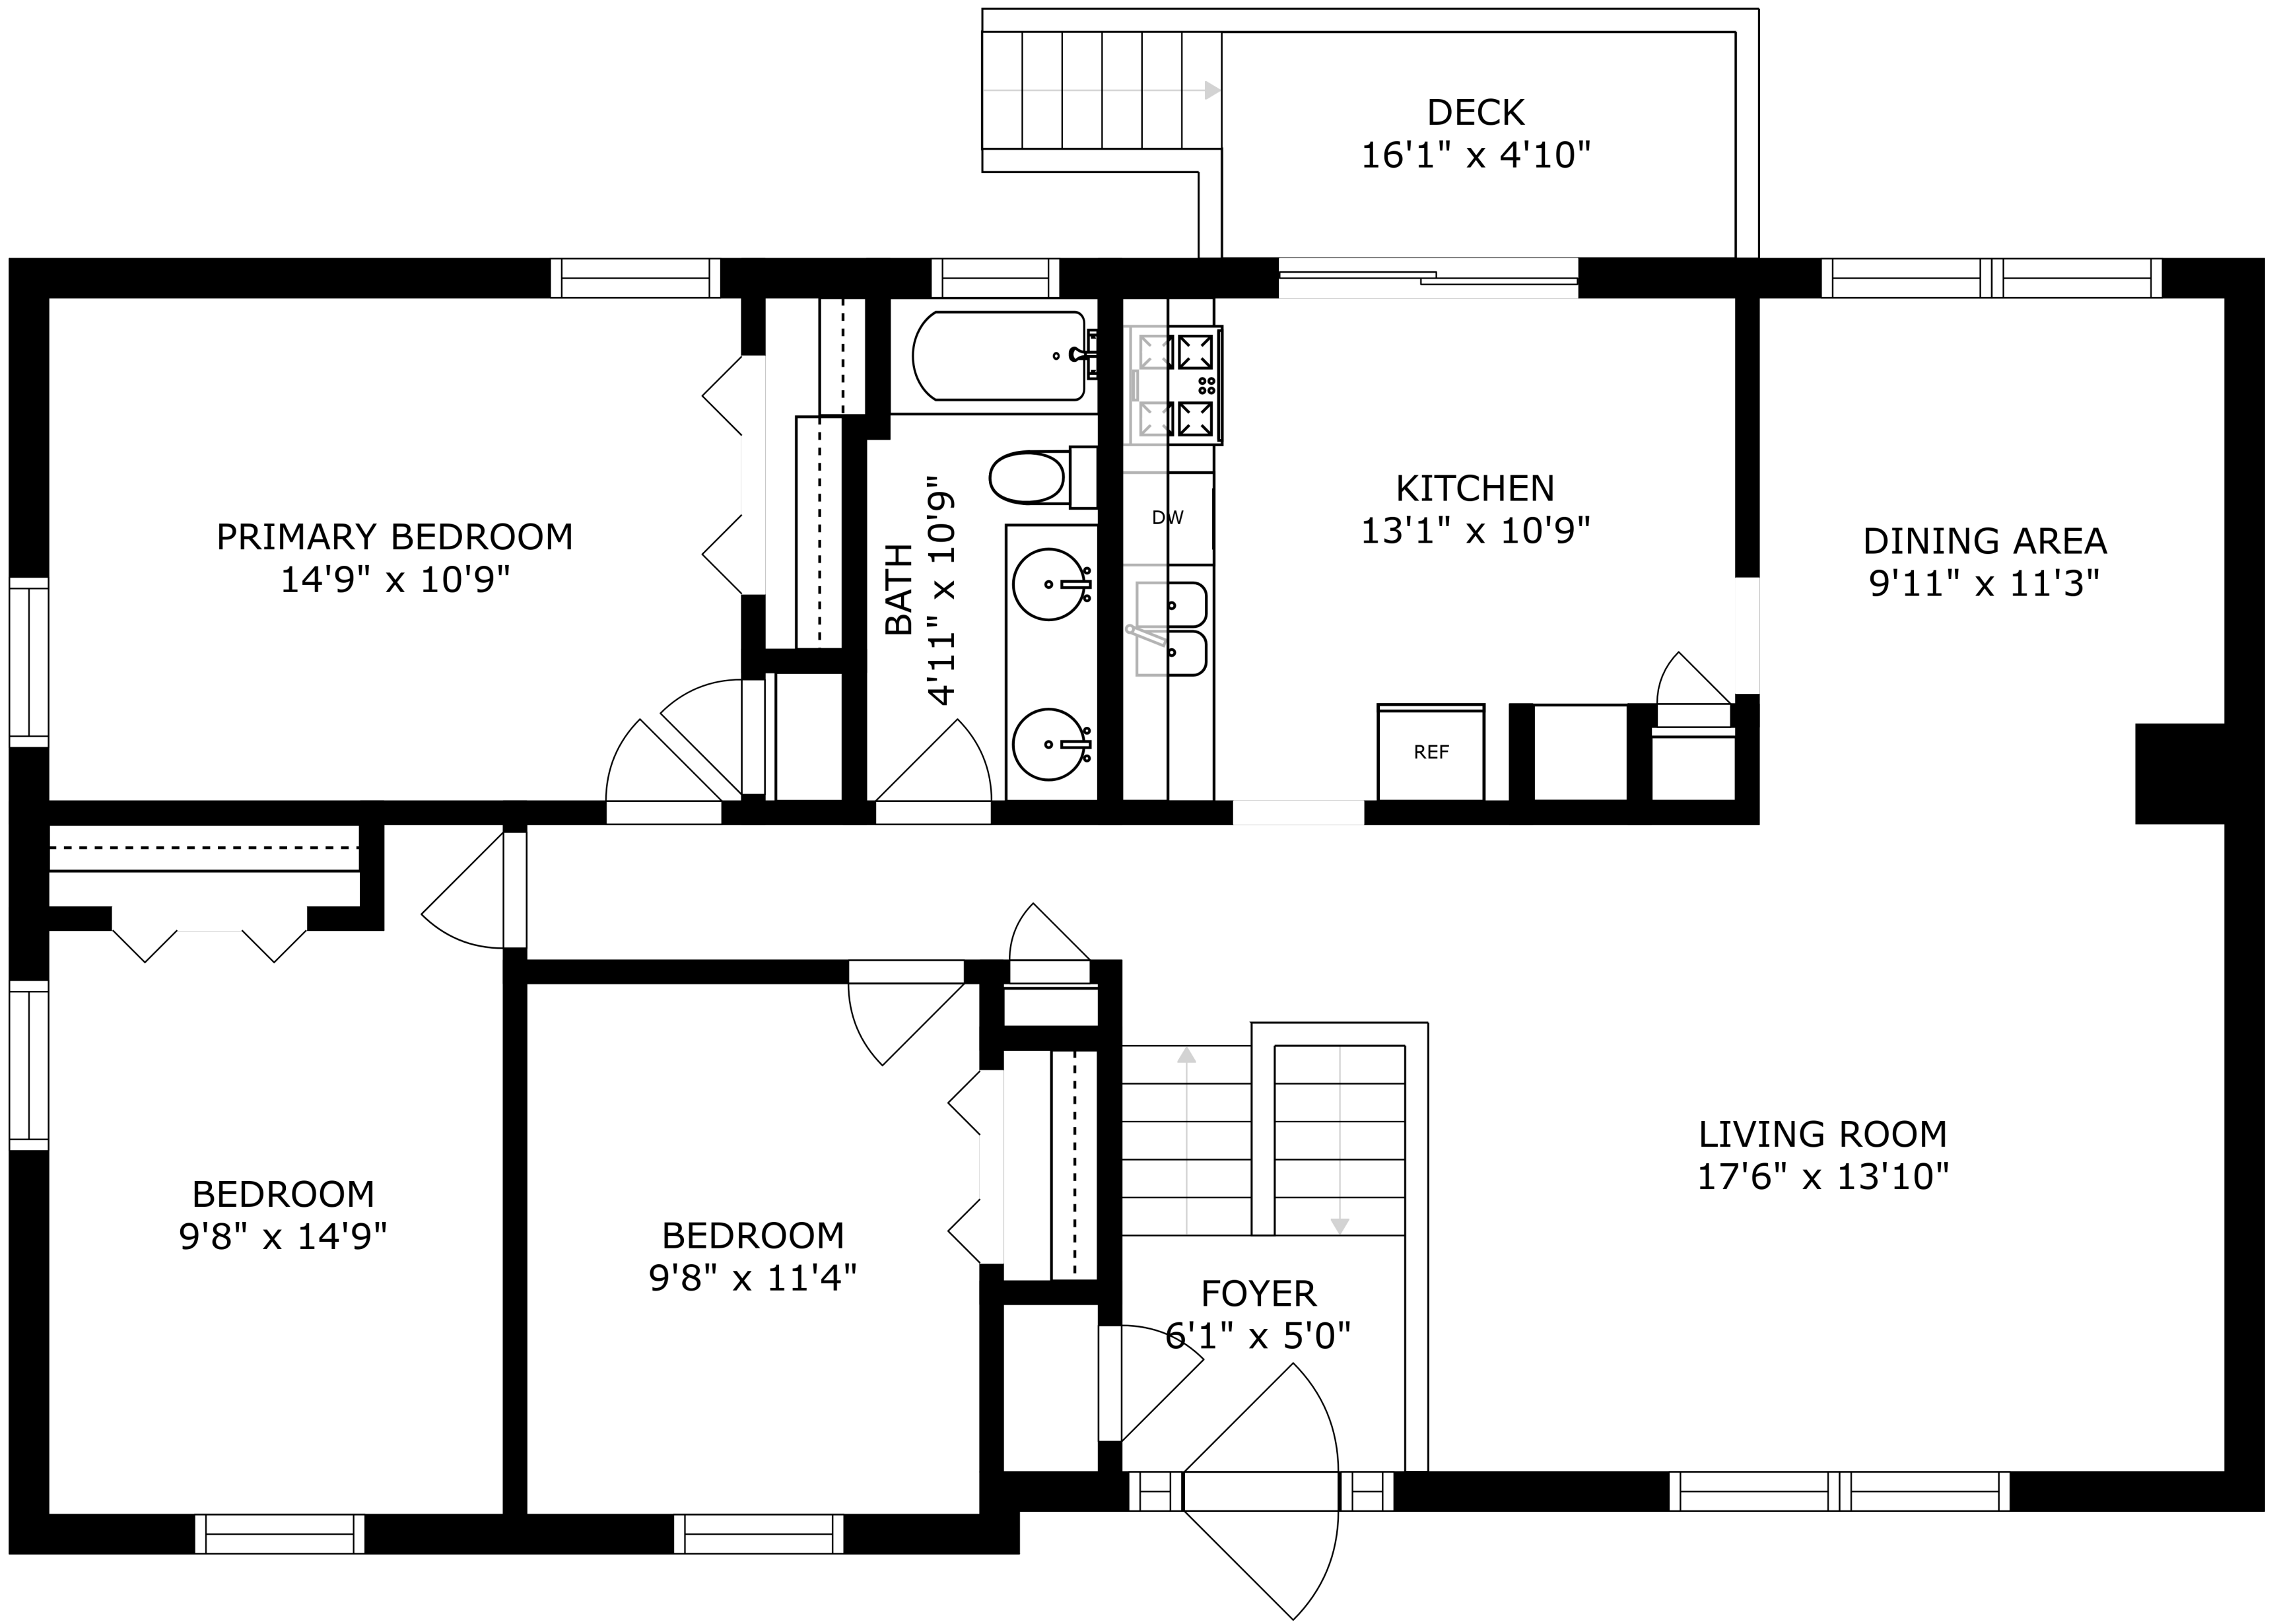 DECK
16'1" x 4'10"
PRIMARY BEDROOM
14'9" x 10'9"
BATH
4'11" x 10'9"
DW
KITCHEN
13'1" x 10'9"
REF
DINING AREA
9'11" x 11'3"
BEDROOM
9'8" x 14'9"
BEDROOM
9'8" x 11'4"
FOYER
6'1" x 5'0"
LIVING ROOM
17'6" x 13'10"